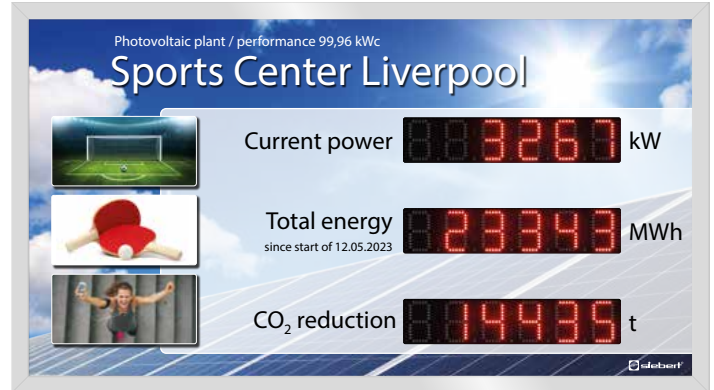 Photovoltaic plant / performance 99,96 kWc
Sports Center Liverpool
Current power 3267 kW
Total energy 23343 MWh
since start of 12.05.2023
CO₂ reduction 14435 t
siebert